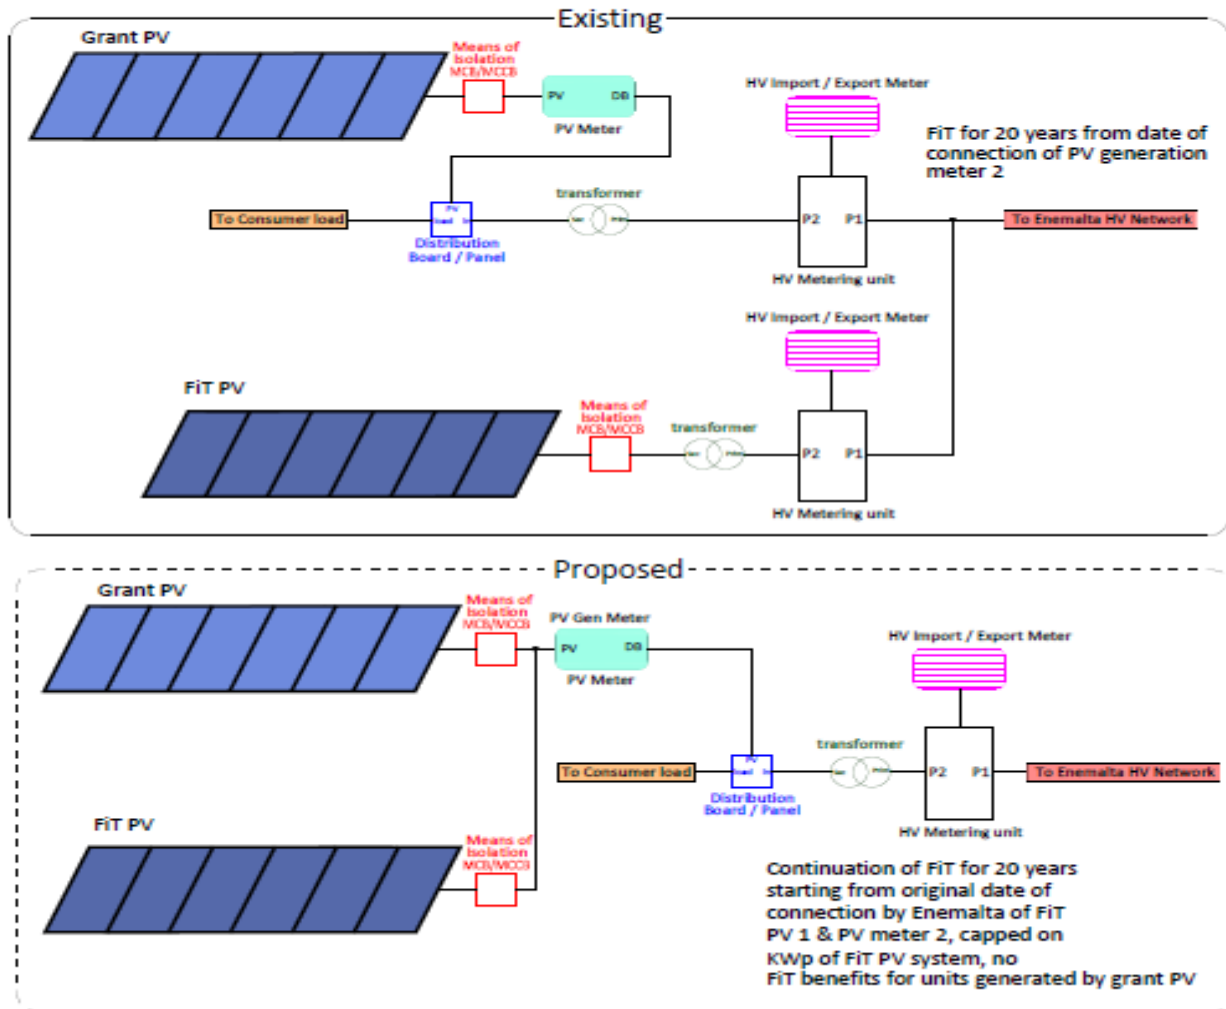 Existing
Grant PV
Means of
Isolation
MCB/MCCB
PV DB
PV Meter
HV Import / Export Meter
FiT for 20 years from date of
connection of PV generation
meter 2
transformer
To Consumer load
PV
load In
Distribution
Board / Panel
P2 P1
To Enemalta HV Network
HV Metering unit
HV Import / Export Meter
FiT PV
Means of
Isolation
MCB/MCCB
transformer
P2 P1
HV Metering unit
Proposed
Grant PV
Means of
Isolation
MCB/MCCB
PV Gen Meter
PV DB
PV Meter
HV Import / Export Meter
transformer
To Consumer load
PV
load In
Distribution
Board / Panel
P2 P1
To Enemalta HV Network
HV Metering unit
FiT PV
Means of
Isolation
MCB/MCCB
Continuation of FiT for 20 years
starting from original date of
connection by Enemalta of FiT
PV 1 & PV meter 2, capped on
KWp of FiT PV system, no
FiT benefits for units generated by grant PV